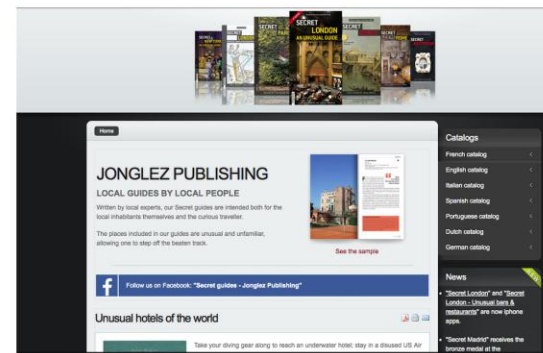 SECRET
LONDON
AN UNUSUAL GUIDE
Home
JONGLEZ PUBLISHING
LOCAL GUIDES BY LOCAL PEOPLE
Written by local experts, our Secret guides are intended both for the
local inhabitants themselves and the curious traveller.
The places included in our guides are unusual and unfamiliar,
allowing one to step off the beaten track.
See the sample
Follow us on Facebook: "Secret guides - Jonglez Publishing"
Unusual hotels of the world
Take your diving gear along to reach an underwater hotel; stay in a disused US Air
Catalogs
French catalog
English catalog
Italian catalog
Spanish catalog
Portuguese catalog
Dutch catalog
German catalog
News
"Secret London" and "Secret
London - Unusual bars &
restaurants" are now iphone
apps.
"Secret Madrid" receives the
bronze medal at the